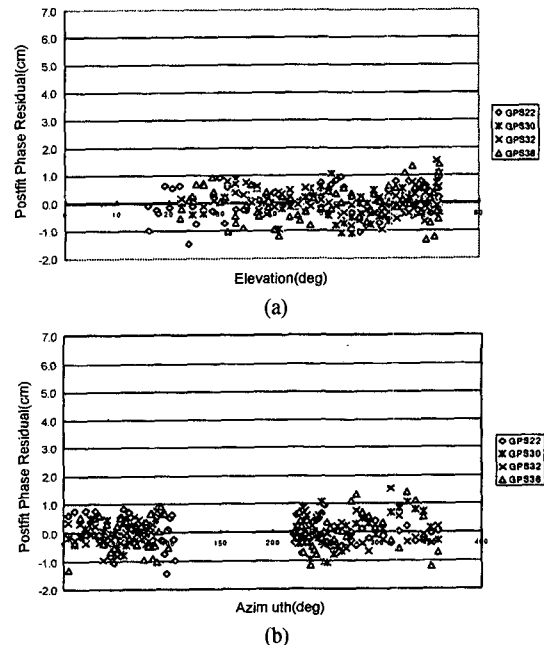 7.0
6.0
5.0
4.0
3.0
2.0
1.0
0.0
-1.0
-2.0
Postfit Phase Residual(cm)
10
80
Elevation(deg)
GPS22
GPS30
GPS32
GPS36
(a)
7.0
6.0
5.0
4.0
3.0
2.0
1.0
0.0
-1.0
-2.0
Postfit Phase Residual(cm)
150
200
400
Azim uth(deg)
GPS22
GPS30
GPS32
GPS36
(b)